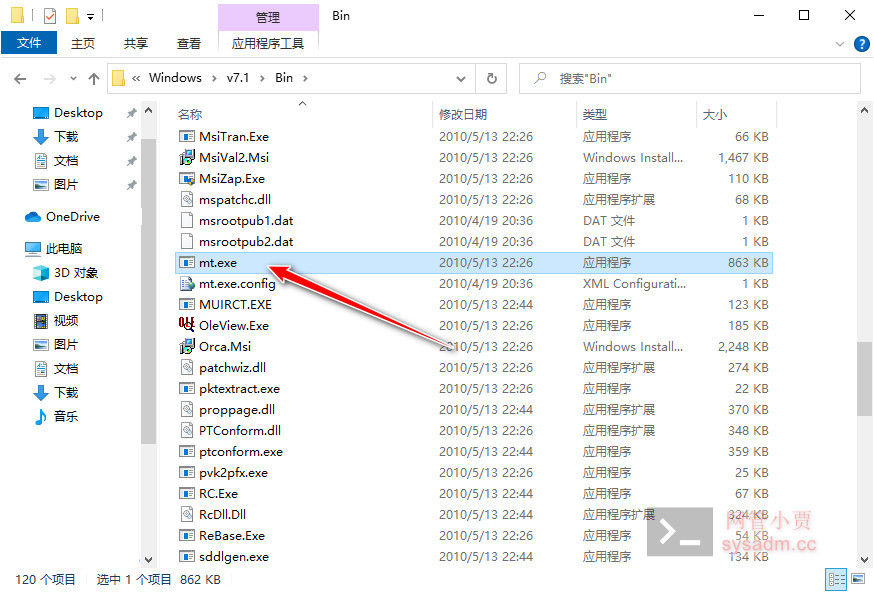 管理
Bin
文件 主页 共享 查看 应用程序工具
« Windows › v7.1 › Bin ›
搜索"Bin"
Desktop
下载
文档
图片
OneDrive
此电脑
3D 对象
Desktop
视频
图片
文档
下载
音乐
名称 修改日期 类型 大小
MsiTran.Exe 2010/5/13 22:26 应用程序 66 KB
MsiVal2.Msi 2010/5/13 22:26 Windows Install... 1,467 KB
MsiZap.Exe 2010/5/13 22:26 应用程序 110 KB
mspatchc.dll 2010/5/13 22:26 应用程序扩展 68 KB
msrootpub1.dat 2010/4/19 20:36 DAT 文件 1 KB
msrootpub2.dat 2010/4/19 20:36 DAT 文件 1 KB
mt.exe 2010/5/13 22:26 应用程序 863 KB
mt.exe.config 2010/4/19 20:36 XML Configurati... 1 KB
MUIRCT.EXE 2010/5/13 22:44 应用程序 123 KB
OleView.Exe 2010/5/13 22:26 应用程序 185 KB
Orca.Msi 2010/5/13 22:26 Windows Install... 2,248 KB
patchwiz.dll 2010/5/13 22:26 应用程序扩展 274 KB
pktextract.exe 2010/5/13 22:26 应用程序 22 KB
proppage.dll 2010/5/13 22:44 应用程序扩展 370 KB
PTConform.dll 2010/5/13 22:26 应用程序扩展 348 KB
ptconform.exe 2010/5/13 22:44 应用程序 359 KB
pvk2pfx.exe 2010/5/13 22:26 应用程序 25 KB
RC.Exe 2010/5/13 22:44 应用程序 67 KB
RcDll.Dll 2010/5/13 22:44 应用程序扩展 324 KB
ReBase.Exe 2010/5/13 22:26 应用程序 54 KB
sddlgen.exe 2010/5/13 22:44 应用程序 134 KB
网管小贾
sysadm.cc
120 个项目 选中 1 个项目 862 KB